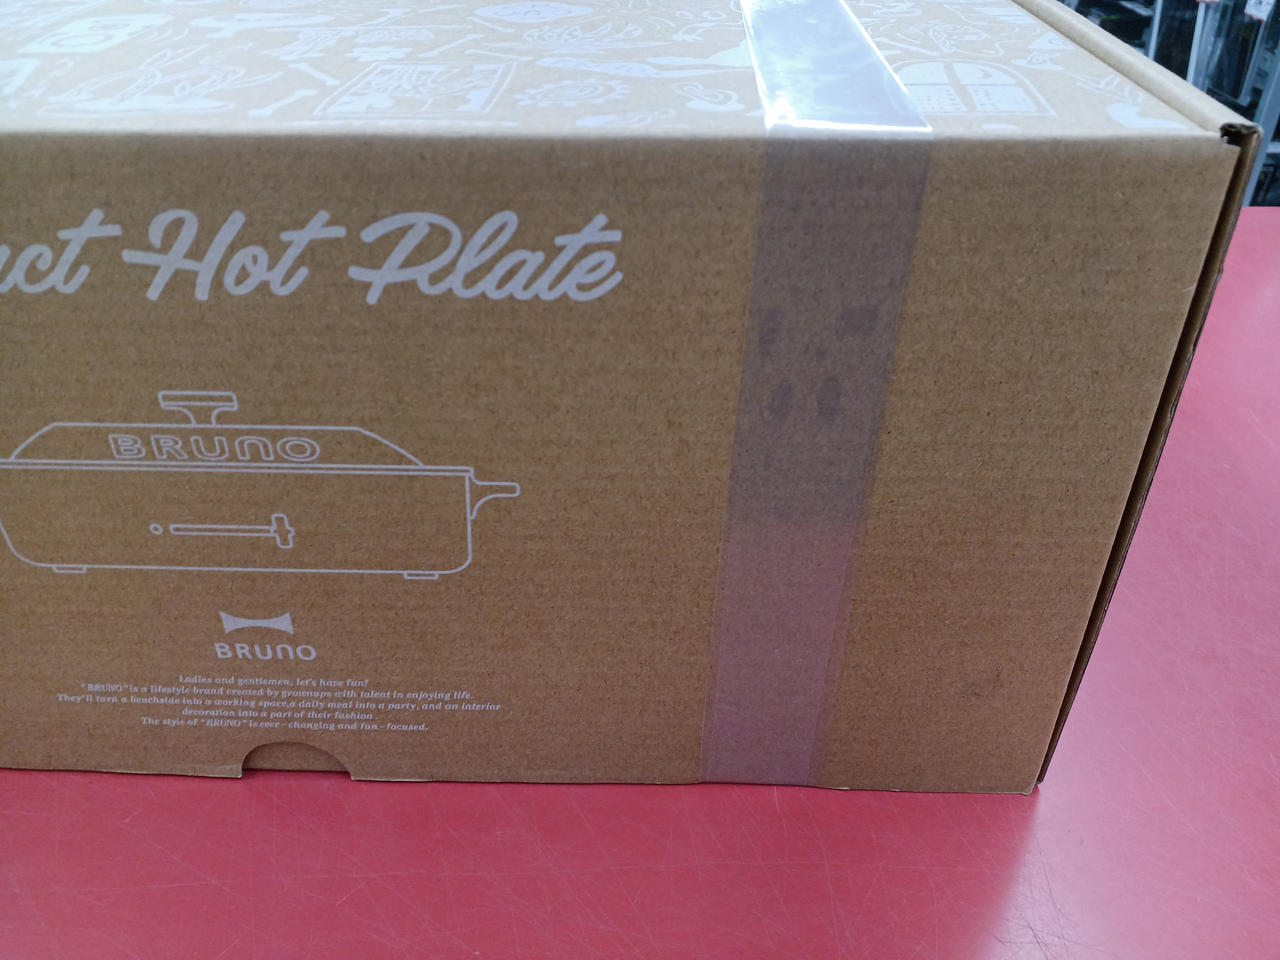 act Hot Plate
BRUNO
BRUNO
Ladies and gentlemen, let's have fun!
"BRUNO" is a lifestyle brand created by grownups with talent in enjoying life.
They'll turn a beachside into a working space,a daily meal into a party, and an interior
decoration into a part of their fashion.
The style of "BRUNO" is ever-changing and fun-focused.